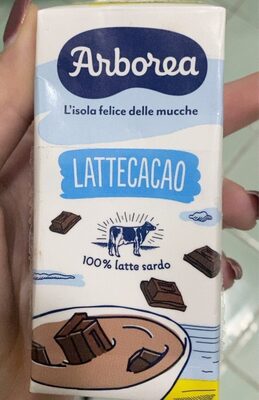 Arborea
L'isola felice delle mucche
LATTECACAO
100% latte sardo